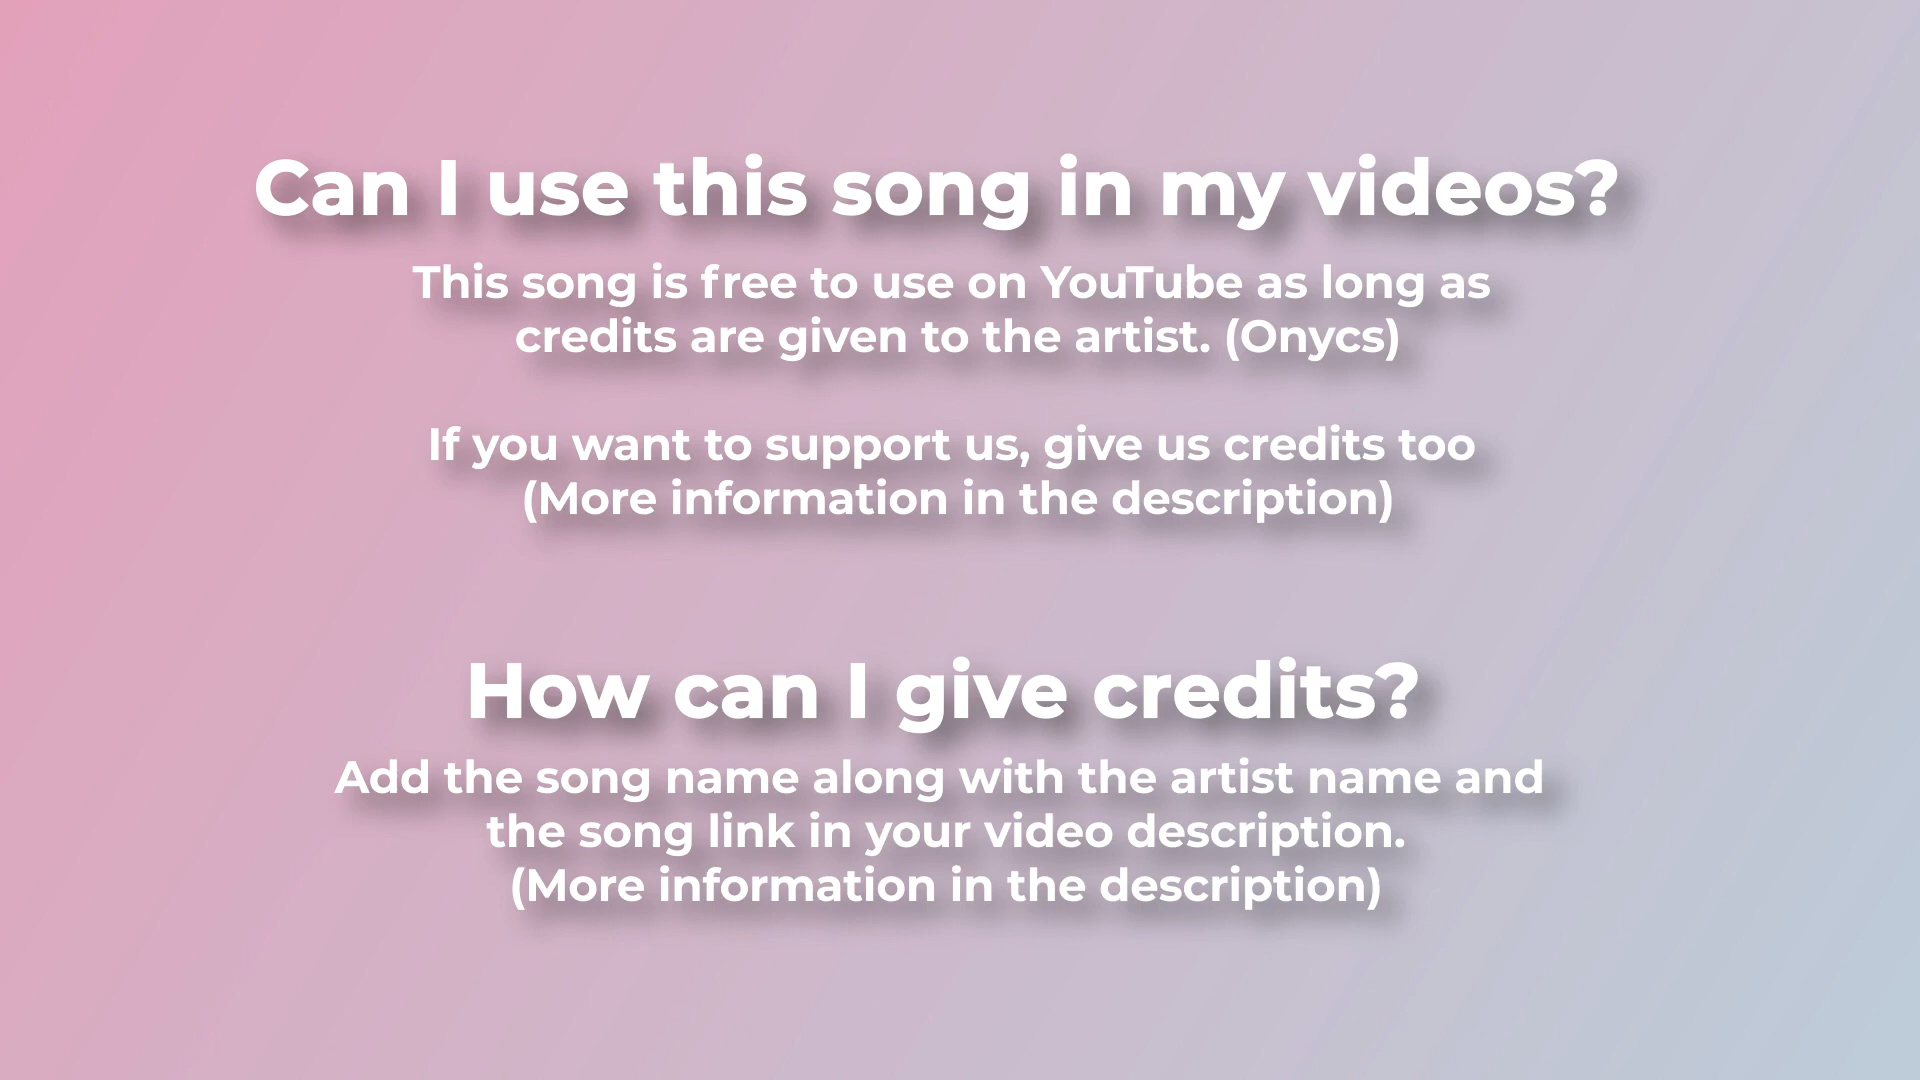 Can I use this song in my videos?
This song is free to use on YouTube as long as
credits are given to the artist. (Onycs)
If you want to support us, give us credits too
(More information in the description)
How can I give credits?
Add the song name along with the artist name and
the song link in your video description.
(More information in the description)